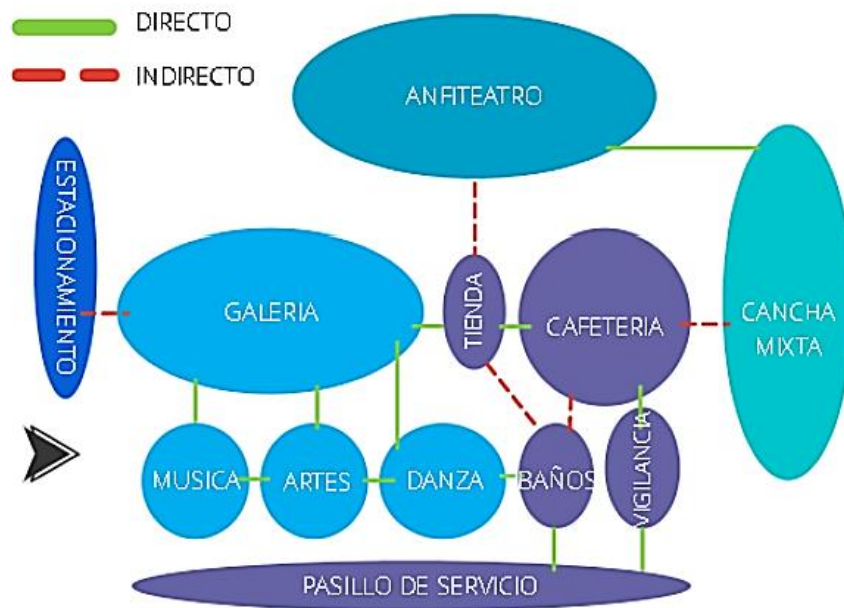 DIRECTO
INDIRECTO
ANFITEATRO
ESTACIONAMIENTO
GALERIA
TIENDA
CAFETERIA
CANCHA
MIXTA
MUSICA
ARTES
DANZA
BAÑOS
VIGILANCIA
PASILLO DE SERVICIO